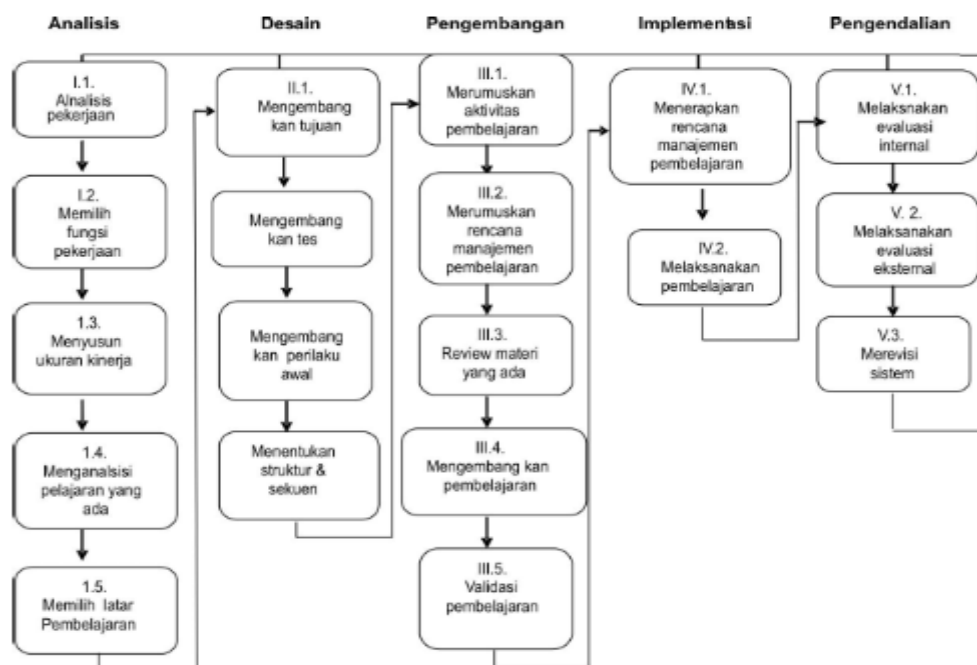 Analisis
Desain
Pengembangan
Implementasi
Pengendalian
I.1.
Alnalisis
pekerjaan
I.2.
Memilih
fungsi
pekerjaan
1.3.
Menyusun
ukuran kinerja
1.4.
Menganalsisi
pelajaran yang
ada
1.5.
Memilih latar
Pembelajaran
II.1.
Mengembang
kan tujuan
Mengembang
kan tes
Mengembang
kan perilaku
awal
Menentukan
struktur &
sekuen
III.1.
Merumuskan
aktivitas
pembelajaran
III.2.
Merumuskan
rencana
manajemen
pembelajaran
III.3.
Review materi
yang ada
III.4.
Mengembang kan
pembelajaran
III.5.
Validasi
pembelajaran
IV.1.
Menerapkan
rencana
manajemen
pembelajaran
IV.2.
Melaksanakan
pembelajaran
V.1.
Melaksnakan
evaluasi
internal
V. 2.
Melaksanakan
evaluasi
eksternal
V.3.
Merevisi
sistem